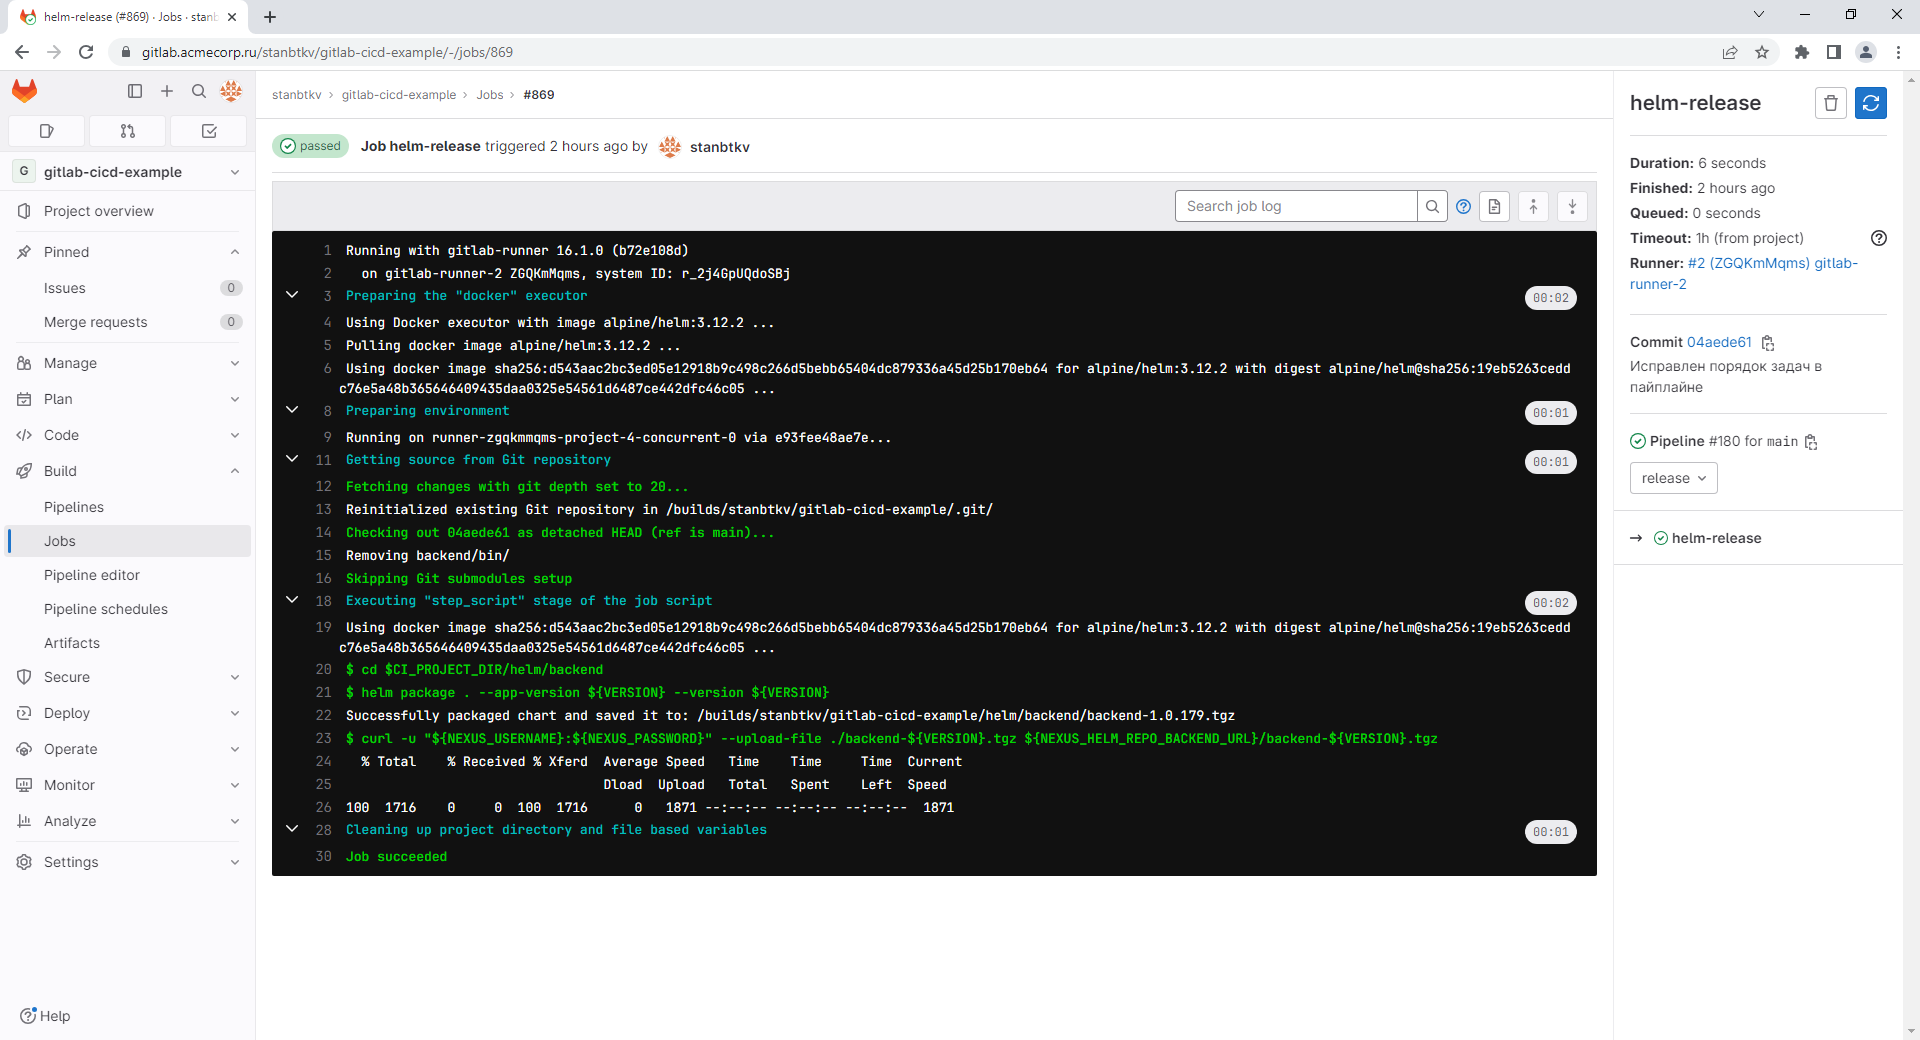 helm-release (#869) · Jobs · stanb
gitlab.acmecorp.ru/stanbtkv/gitlab-cicd-example/-/jobs/869
G gitlab-cicd-example
Project overview
Pinned
Issues 0
Merge requests 0
Manage
Plan
Code
Build
Pipelines
Jobs
Pipeline editor
Pipeline schedules
Artifacts
Secure
Deploy
Operate
Monitor
Analyze
Settings
Help
stanbtkv › gitlab-cicd-example › Jobs › #869
passed Job helm-release triggered 2 hours ago by stanbtkv
Search job log
1 Running with gitlab-runner 16.1.0 (b72e108d)
2 on gitlab-runner-2 ZGQKmMqms, system ID: r_2j4GpUQdoSBj
3 Preparing the "docker" executor 00:02
4 Using Docker executor with image alpine/helm:3.12.2 ...
5 Pulling docker image alpine/helm:3.12.2 ...
6 Using docker image sha256:d543aac2bc3ed05e12918b9c498c266d5bebb65404dc879336a45d25b170eb64 for alpine/helm:3.12.2 with digest alpine/helm@sha256:19eb5263cedd
c76e5a48b365646409435daa0325e54561d6487ce442dfc46c05 ...
8 Preparing environment 00:01
9 Running on runner-zgqkmmqms-project-4-concurrent-0 via e93fee48ae7e...
11 Getting source from Git repository 00:01
12 Fetching changes with git depth set to 20...
13 Reinitialized existing Git repository in /builds/stanbtkv/gitlab-cicd-example/.git/
14 Checking out 04aede61 as detached HEAD (ref is main)...
15 Removing backend/bin/
16 Skipping Git submodules setup
18 Executing "step_script" stage of the job script 00:02
19 Using docker image sha256:d543aac2bc3ed05e12918b9c498c266d5bebb65404dc879336a45d25b170eb64 for alpine/helm:3.12.2 with digest alpine/helm@sha256:19eb5263cedd
c76e5a48b365646409435daa0325e54561d6487ce442dfc46c05 ...
20 $ cd $CI_PROJECT_DIR/helm/backend
21 $ helm package . --app-version ${VERSION} --version ${VERSION}
22 Successfully packaged chart and saved it to: /builds/stanbtkv/gitlab-cicd-example/helm/backend/backend-1.0.179.tgz
23 $ curl -u "${NEXUS_USERNAME}:${NEXUS_PASSWORD}" --upload-file ./backend-${VERSION}.tgz ${NEXUS_HELM_REPO_BACKEND_URL}/backend-${VERSION}.tgz
24 % Total % Received % Xferd Average Speed Time Time Time Current
25 Dload Upload Total Spent Left Speed
26 100 1716 0 0 100 1716 0 1871 --:--:-- --:--:-- --:--:-- 1871
28 Cleaning up project directory and file based variables 00:01
30 Job succeeded
helm-release
Duration: 6 seconds
Finished: 2 hours ago
Queued: 0 seconds
Timeout: 1h (from project)
Runner: #2 (ZGQKmMqms) gitlab-
runner-2
Commit 04aede61
Исправлен порядок задач в
пайплайне
Pipeline #180 for main
release
→ helm-release